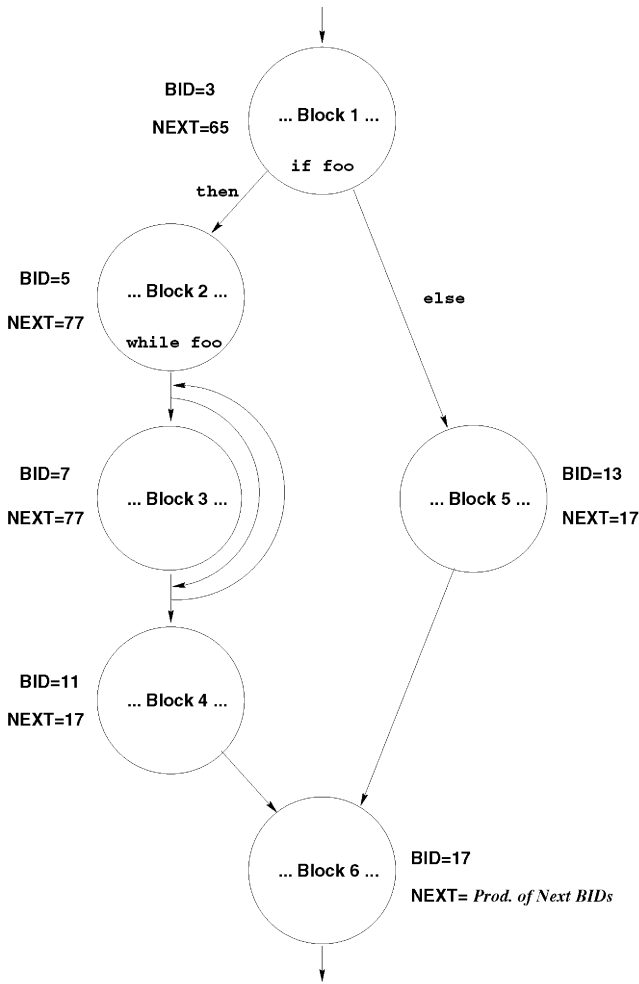 BID=3
NEXT=65
... Block 1 ...
if foo
then
else
BID=5
NEXT=77
... Block 2 ...
while foo
BID=7
NEXT=77
... Block 3 ...
... Block 5 ...
BID=13
NEXT=17
BID=11
NEXT=17
... Block 4 ...
... Block 6 ...
BID=17
NEXT= Prod. of Next BIDs